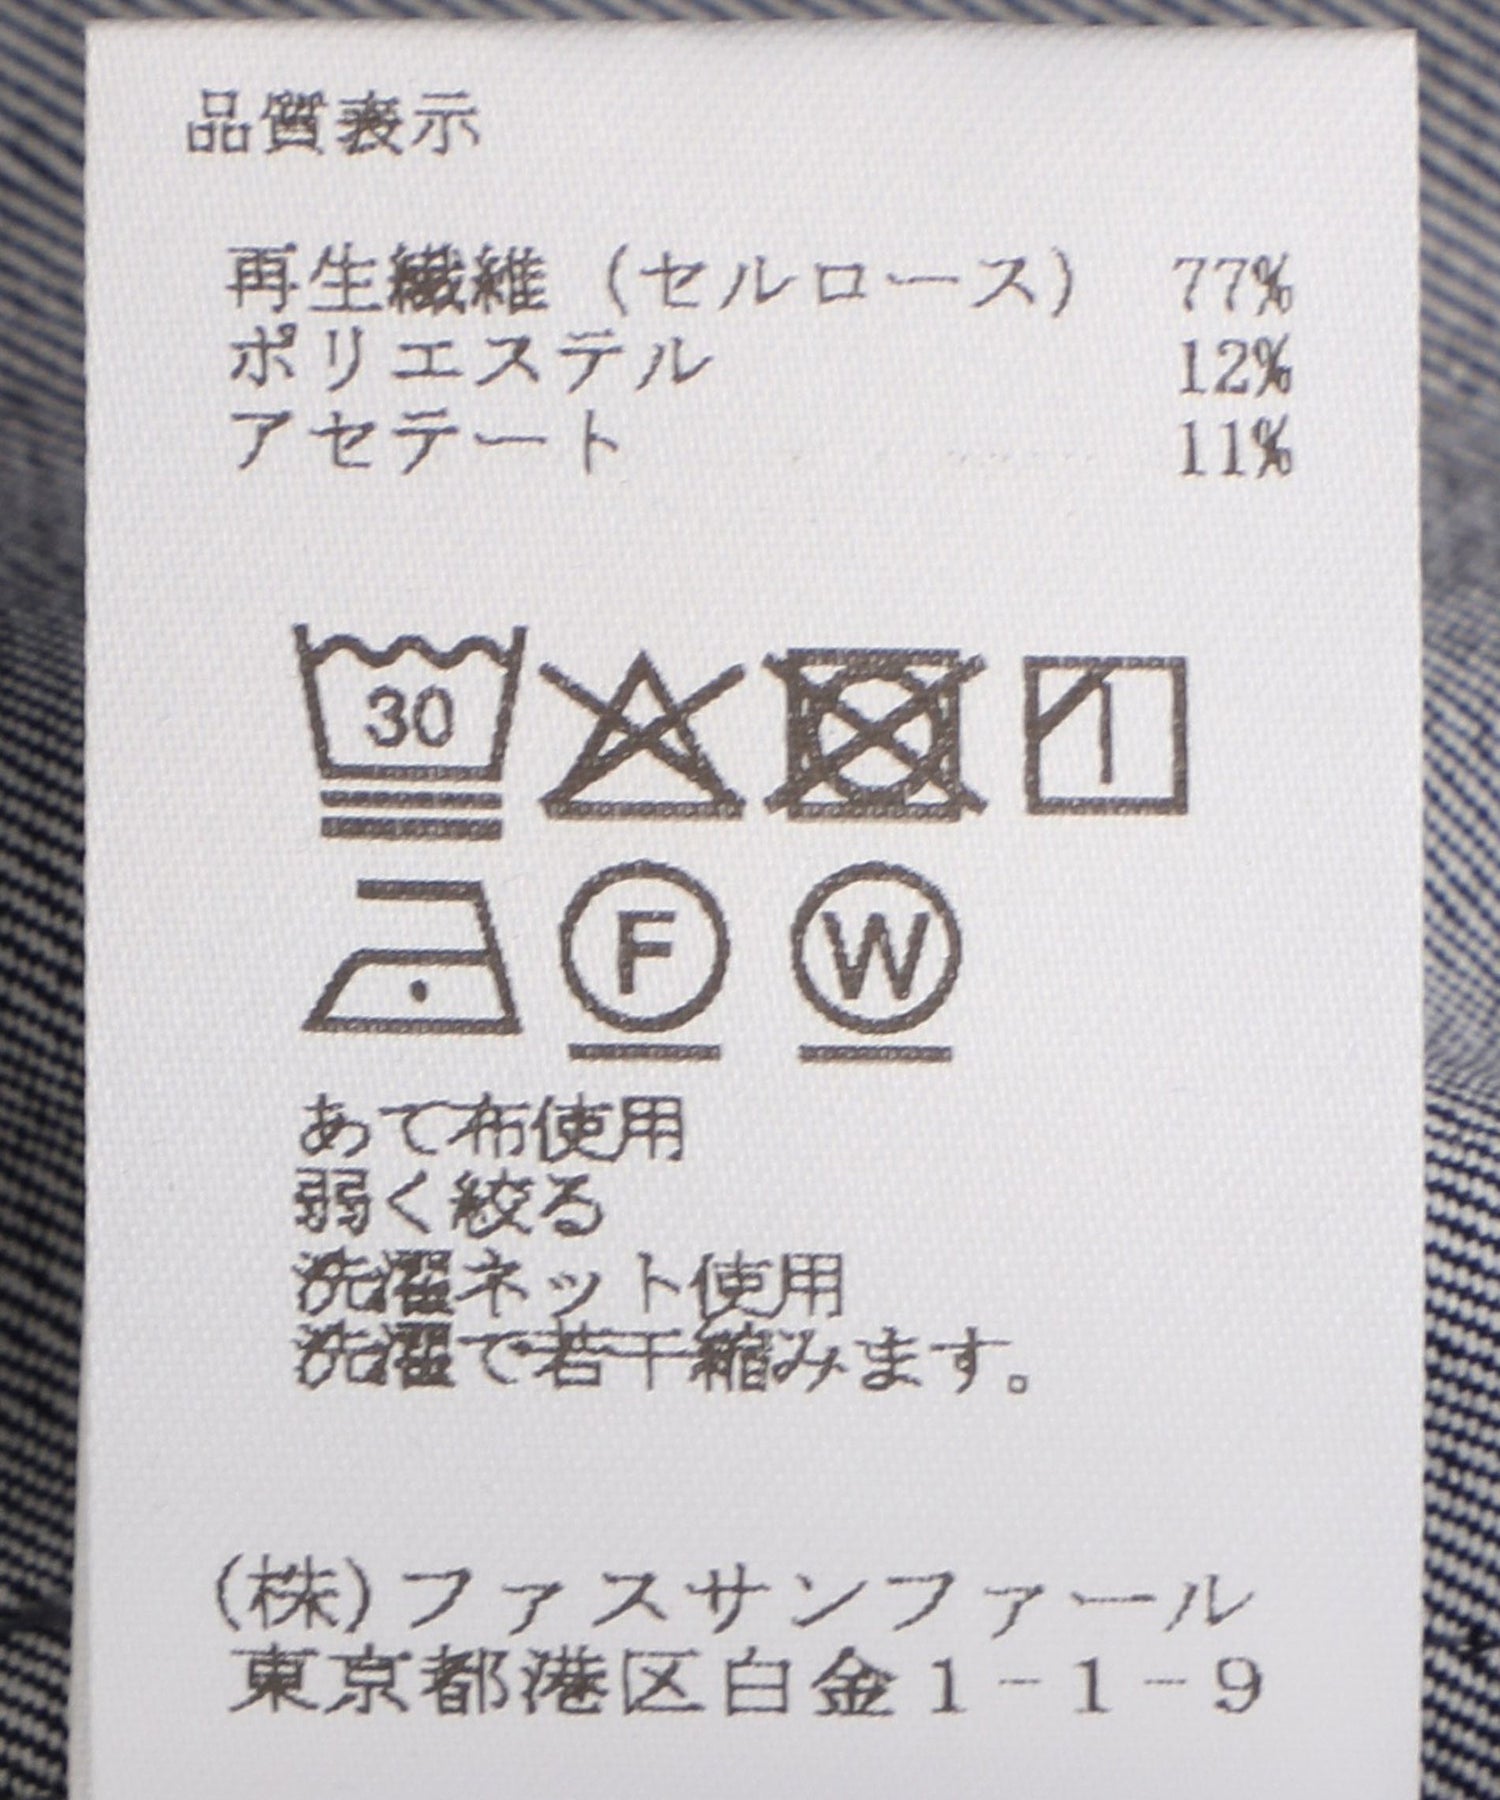 品質表示
再生繊維（セルロース） 77%
ポリエステル 12%
アセテート 11%
30
F W
あて布使用
弱く絞る
洗濯ネット使用
洗濯で若干縮みます。
(株)ファスサンファール
東京都港区白金1-1-9